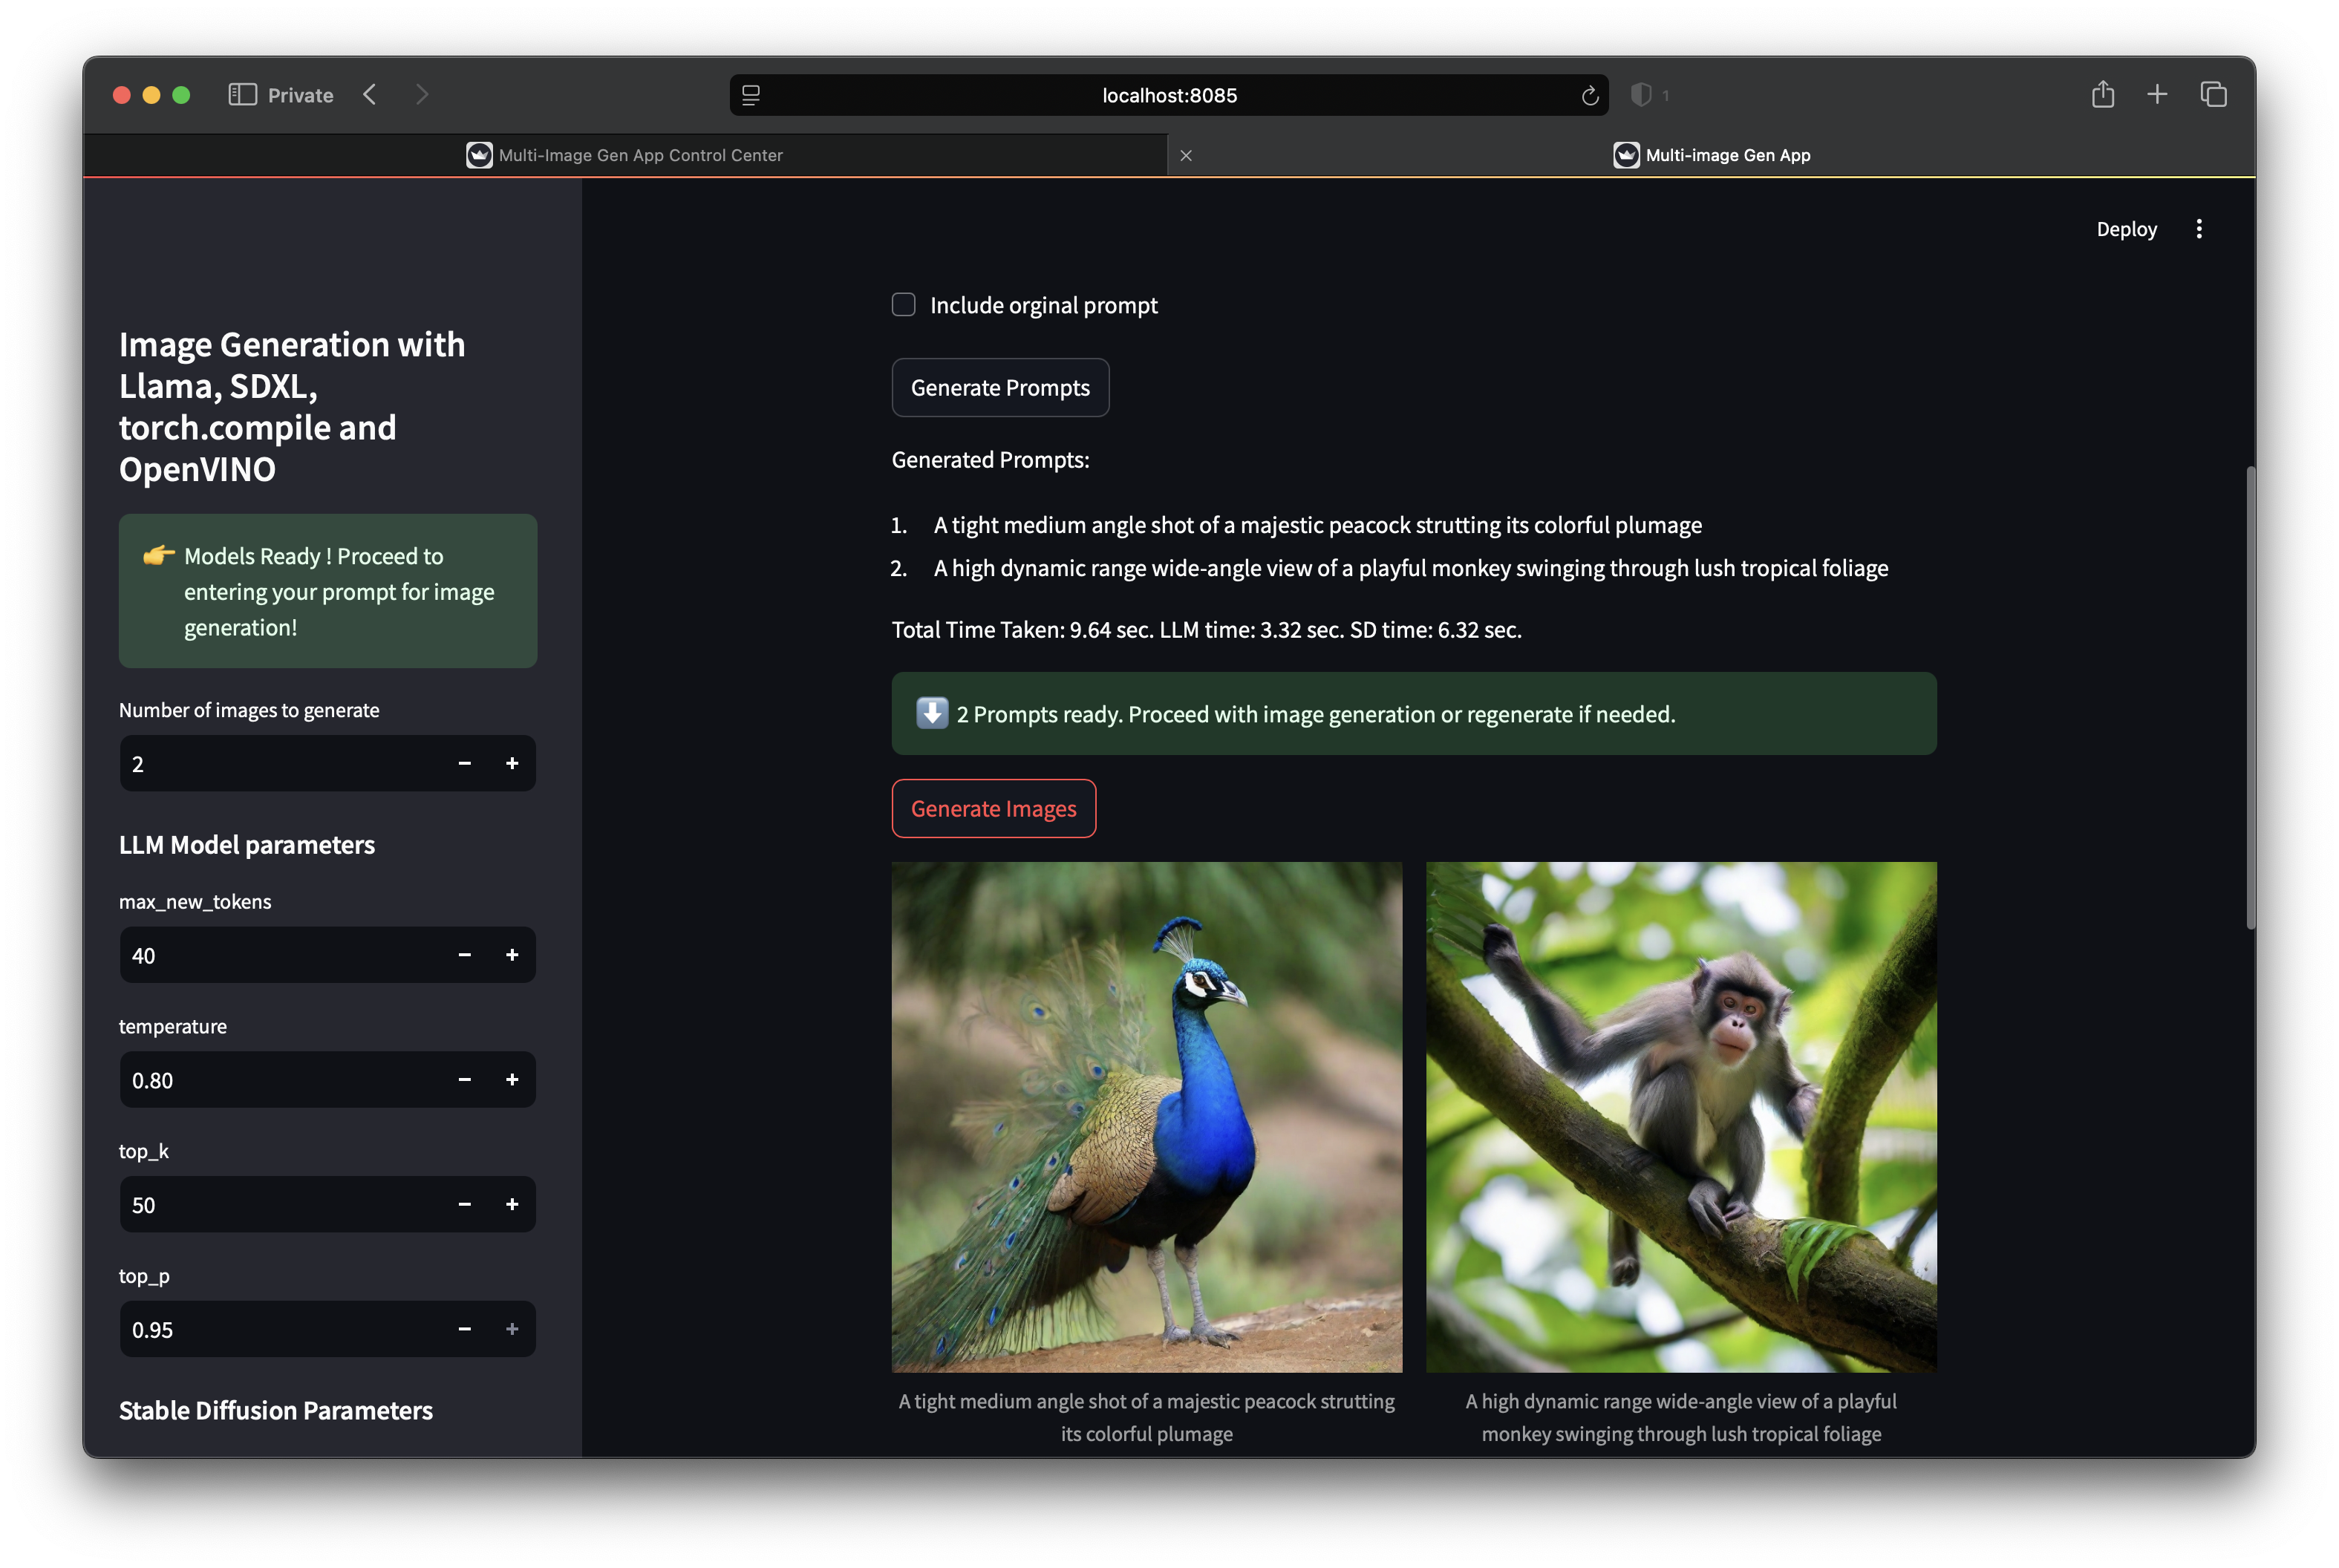 Private
localhost:8085
1
Multi-Image Gen App Control Center
Multi-image Gen App
Deploy
Image Generation with
Llama, SDXL,
torch.compile and
OpenVINO
Models Ready ! Proceed to
entering your prompt for image
generation!
Number of images to generate
2
LLM Model parameters
max_new_tokens
40
temperature
0.80
top_k
50
top_p
0.95
Stable Diffusion Parameters
Include orginal prompt
Generate Prompts
Generated Prompts:
1. A tight medium angle shot of a majestic peacock strutting its colorful plumage
2. A high dynamic range wide-angle view of a playful monkey swinging through lush tropical foliage
Total Time Taken: 9.64 sec. LLM time: 3.32 sec. SD time: 6.32 sec.
2 Prompts ready. Proceed with image generation or regenerate if needed.
Generate Images
A tight medium angle shot of a majestic peacock strutting
its colorful plumage
A high dynamic range wide-angle view of a playful
monkey swinging through lush tropical foliage